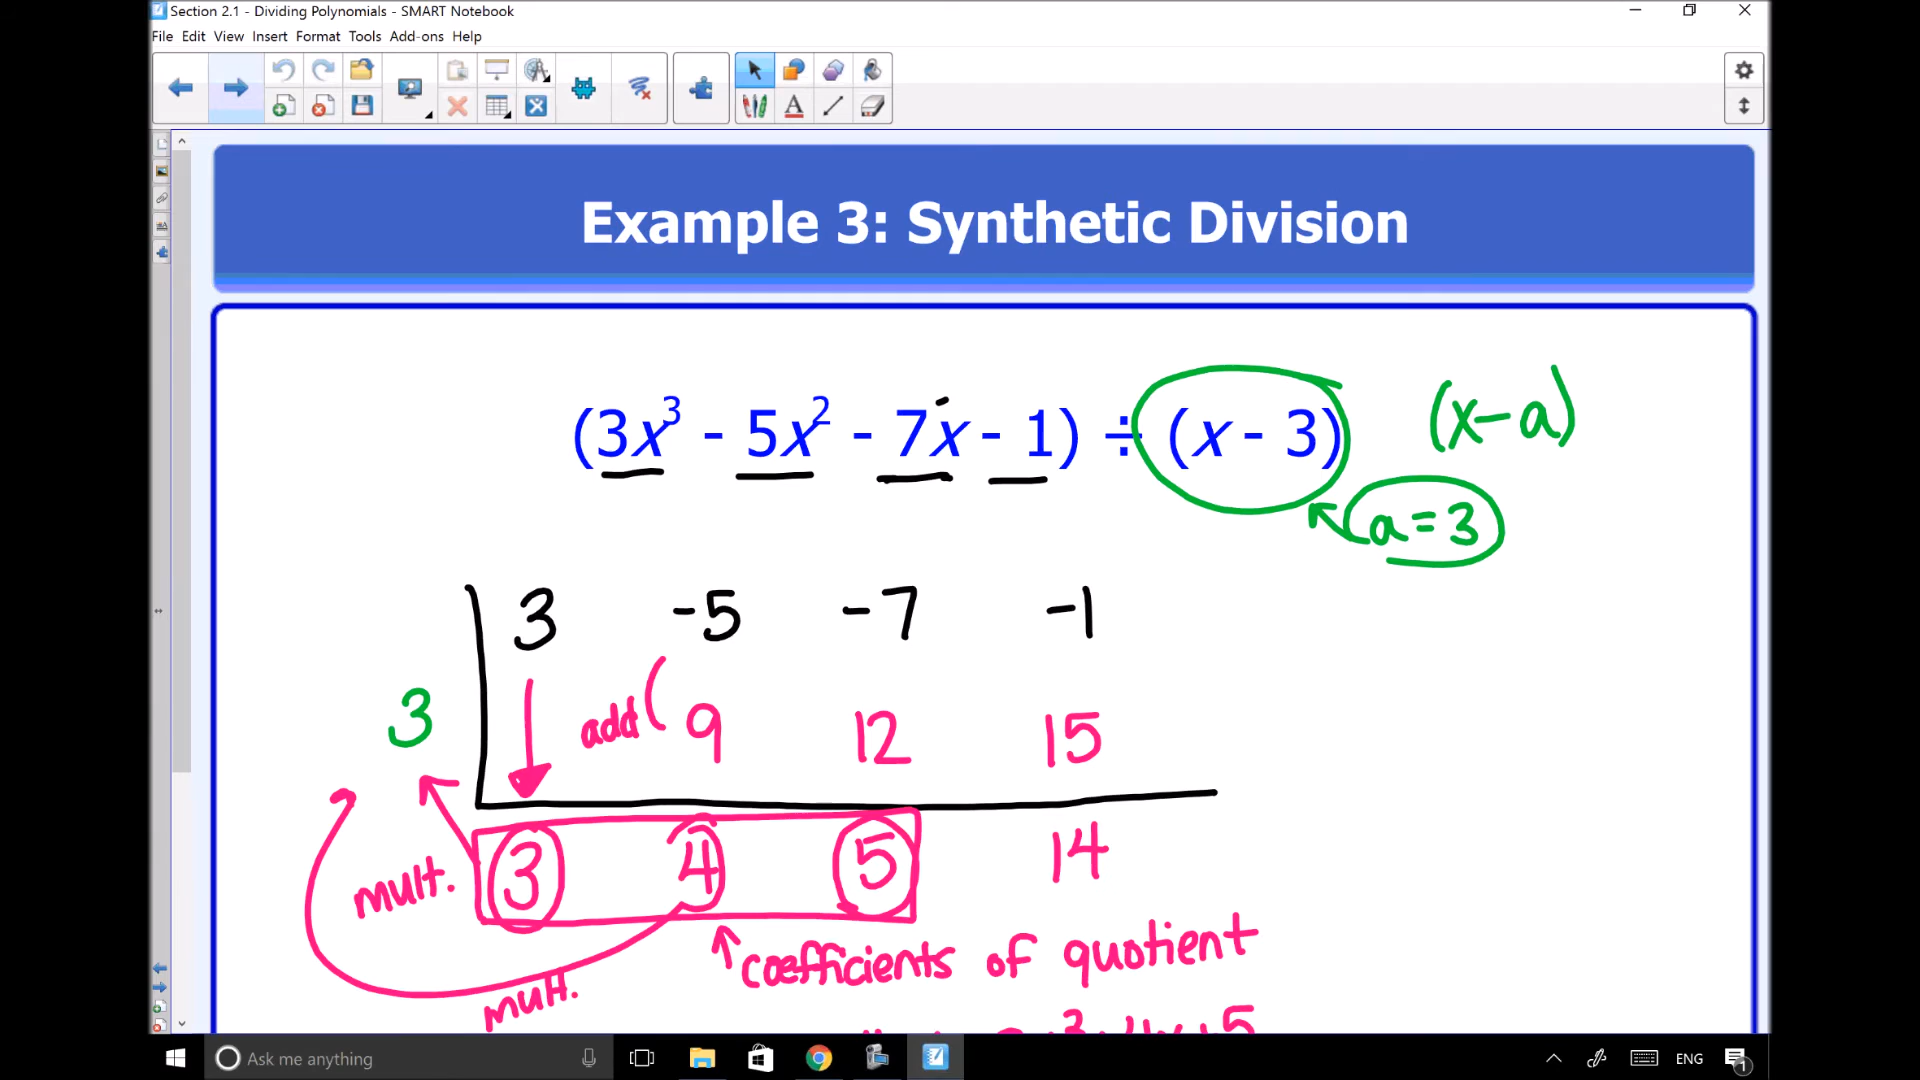 Section 2.1 - Dividing Polynomials - SMART Notebook
File Edit View Insert Format Tools Add-ons Help
Example 3: Synthetic Division
(3x³ - 5x² - 7x - 1) ÷ (x - 3) (x-a)
a=3
3 -5 -7 -1
3 add 9 12 15
3 4 5 14
mult.
coefficients of quotient
mult.
Ask me anything
ENG
1